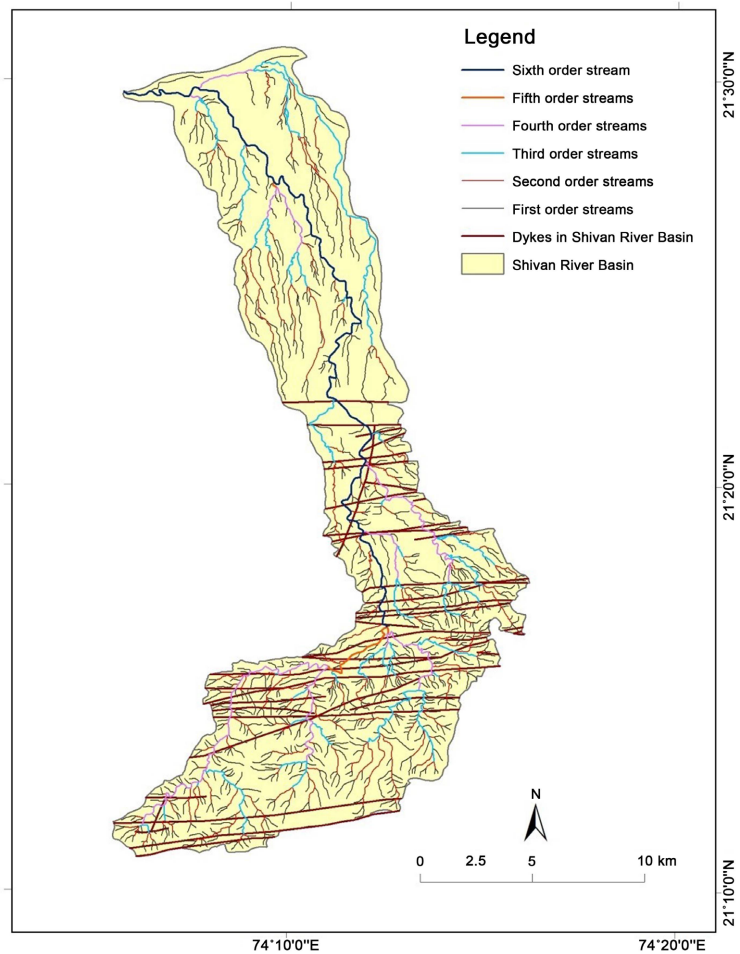 Legend
Sixth order stream
Fifth order streams
Fourth order streams
Third order streams
Second order streams
First order streams
Dykes in Shivan River Basin
Shivan River Basin
21°30'0"N
21°20'0"N
N
0 2.5 5 10 km
21°10'0"N
74°10'0"E 74°20'0"E